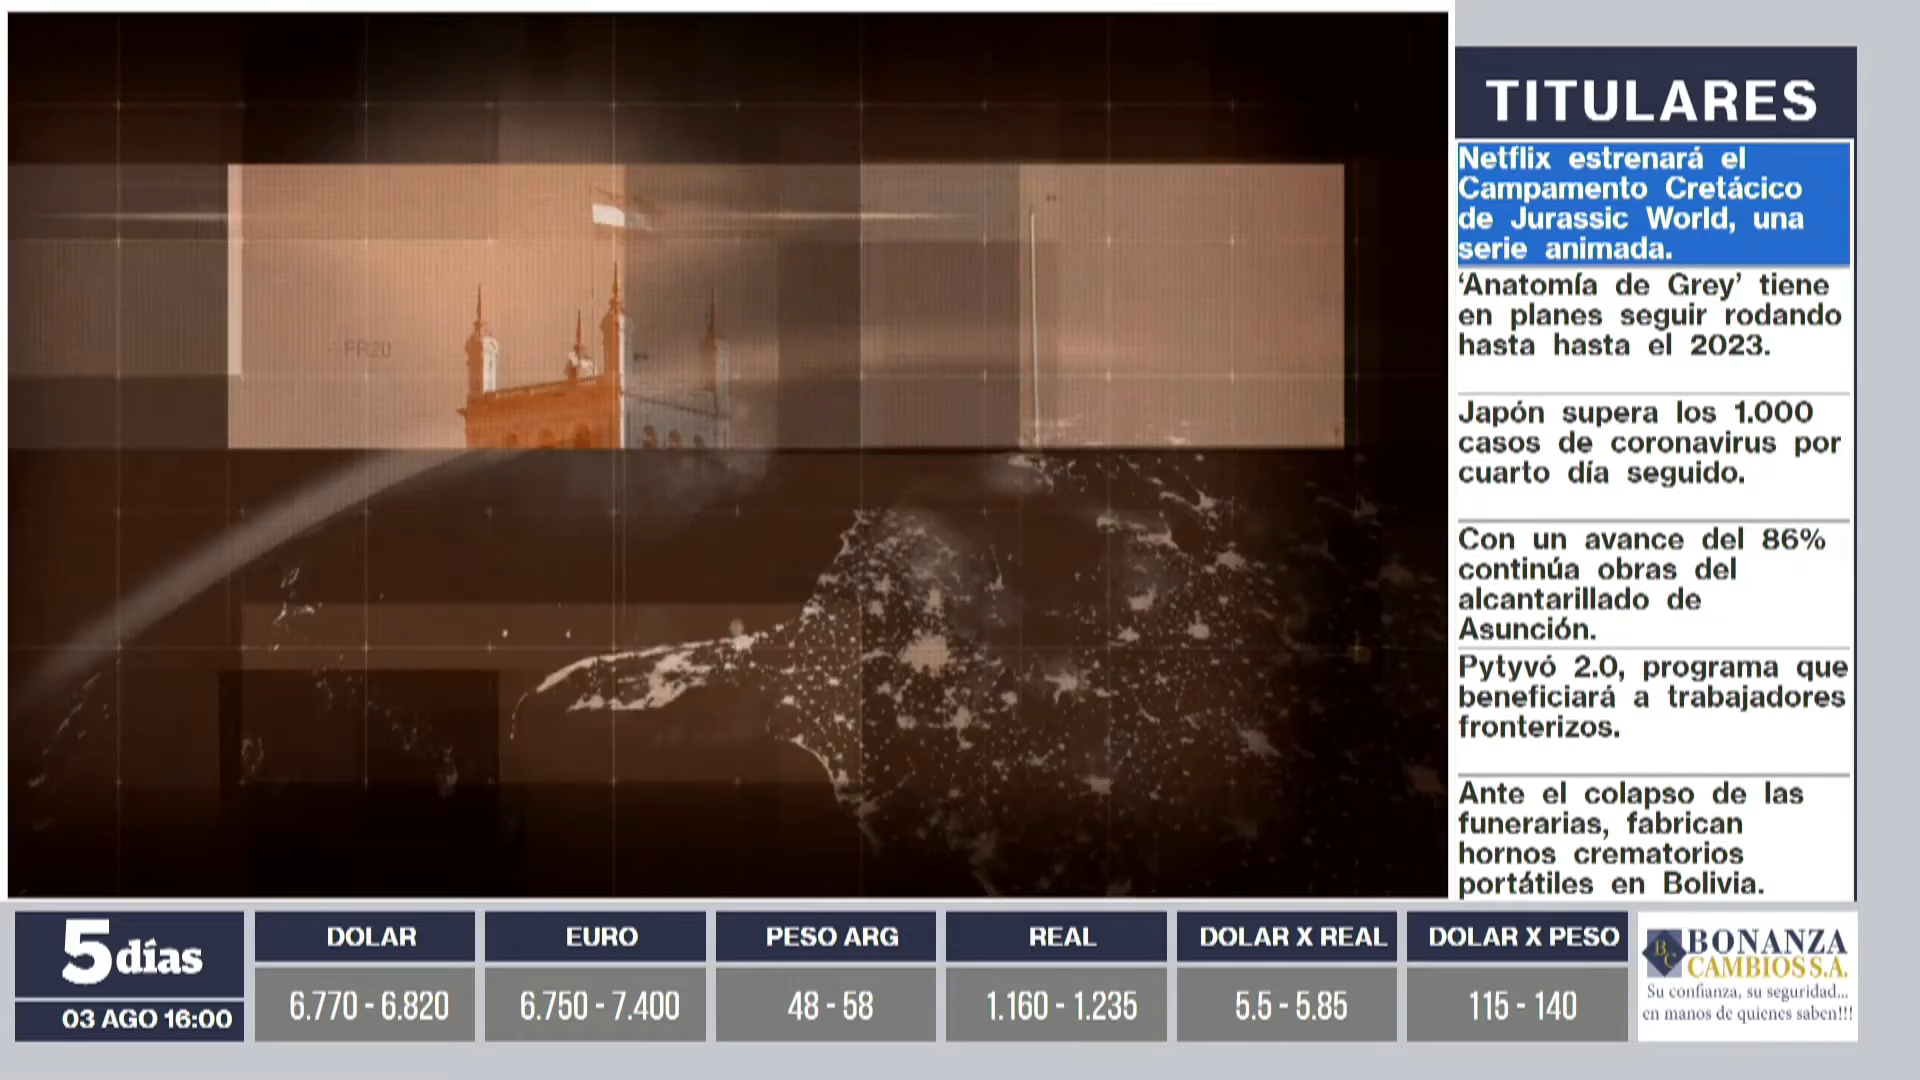 TITULARES
Netflix estrenará el
Campamento Cretácico
de Jurassic World, una
serie animada.
‘Anatomía de Grey’ tiene
en planes seguir rodando
hasta hasta el 2023.
Japón supera los 1.000
casos de coronavirus por
cuarto día seguido.
Con un avance del 86%
continúa obras del
alcantarillado de
Asunción.
Pytyvó 2.0, programa que
beneficiará a trabajadores
fronterizos.
Ante el colapso de las
funerarias, fabrican
hornos crematorios
portátiles en Bolivia.
FR20
5días
03 AGO 16:00
DOLAR
6.770 - 6.820
EURO
6.750 - 7.400
PESO ARG
48 - 58
REAL
1.160 - 1.235
DOLAR X REAL
5.5 - 5.85
DOLAR X PESO
115 - 140
BC
BONANZA
CAMBIOS S.A.
Su confianza, su seguridad...
en manos de quienes saben!!!